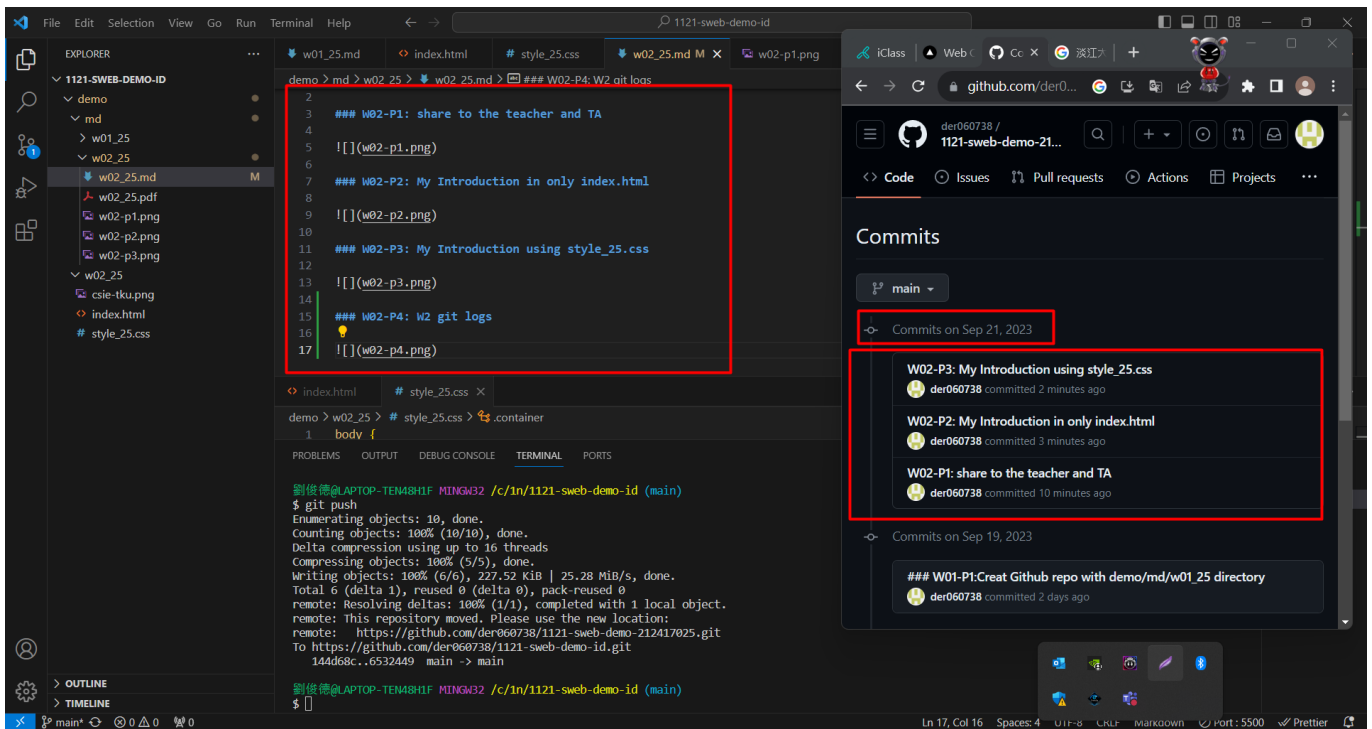 File Edit Selection View Go Run Terminal Help
1121-sweb-demo-id
EXPLORER
1121-SWEB-DEMO-ID
demo
md
w01_25
w02_25
w02_25.md M
w02_25.pdf
w02-p1.png
w02-p2.png
w02-p3.png
w02_25
csie-tku.png
index.html
# style_25.css
OUTLINE
TIMELINE
w01_25.md index.html # style_25.css w02_25.md M w02-p1.png
demo > md > w02_25 > w02_25.md > ### W02-P4: W2 git logs
2
3 ### W02-P1: share to the teacher and TA
4
5 ![](w02-p1.png)
6
7 ### W02-P2: My Introduction in only index.html
8
9 ![](w02-p2.png)
10
11 ### W02-P3: My Introduction using style_25.css
12
13 ![](w02-p3.png)
14
15 ### W02-P4: W2 git logs
16
17 ![](w02-p4.png)
index.html # style_25.css
demo > w02_25 > # style_25.css > .container
1 body {
PROBLEMS OUTPUT DEBUG CONSOLE TERMINAL PORTS
劉俊德@LAPTOP-TEN48H1F MINGW32 /c/1n/1121-sweb-demo-id (main)
$ git push
Enumerating objects: 10, done.
Counting objects: 100% (10/10), done.
Delta compression using up to 16 threads
Compressing objects: 100% (5/5), done.
Writing objects: 100% (6/6), 227.52 KiB | 25.28 MiB/s, done.
Total 6 (delta 1), reused 0 (delta 0), pack-reused 0
remote: Resolving deltas: 100% (1/1), completed with 1 local object.
remote: This repository moved. Please use the new location:
remote: https://github.com/der060738/1121-sweb-demo-212417025.git
To https://github.com/der060738/1121-sweb-demo-id.git
144d68c..6532449 main -> main
劉俊德@LAPTOP-TEN48H1F MINGW32 /c/1n/1121-sweb-demo-id (main)
$
iClass Web Co 淡江
github.com/der0...
der060738 /
1121-sweb-demo-21...
Code Issues Pull requests Actions Projects
Commits
main
Commits on Sep 21, 2023
W02-P3: My Introduction using style_25.css
der060738 committed 2 minutes ago
W02-P2: My Introduction in only index.html
der060738 committed 3 minutes ago
W02-P1: share to the teacher and TA
der060738 committed 10 minutes ago
Commits on Sep 19, 2023
### W01-P1:Creat Github repo with demo/md/w01_25 directory
der060738 committed 2 days ago
main* 0 0 0 Ln 17, Col 16 Spaces: 4 UTF-8 CRLF Markdown Port : 5500 Prettier